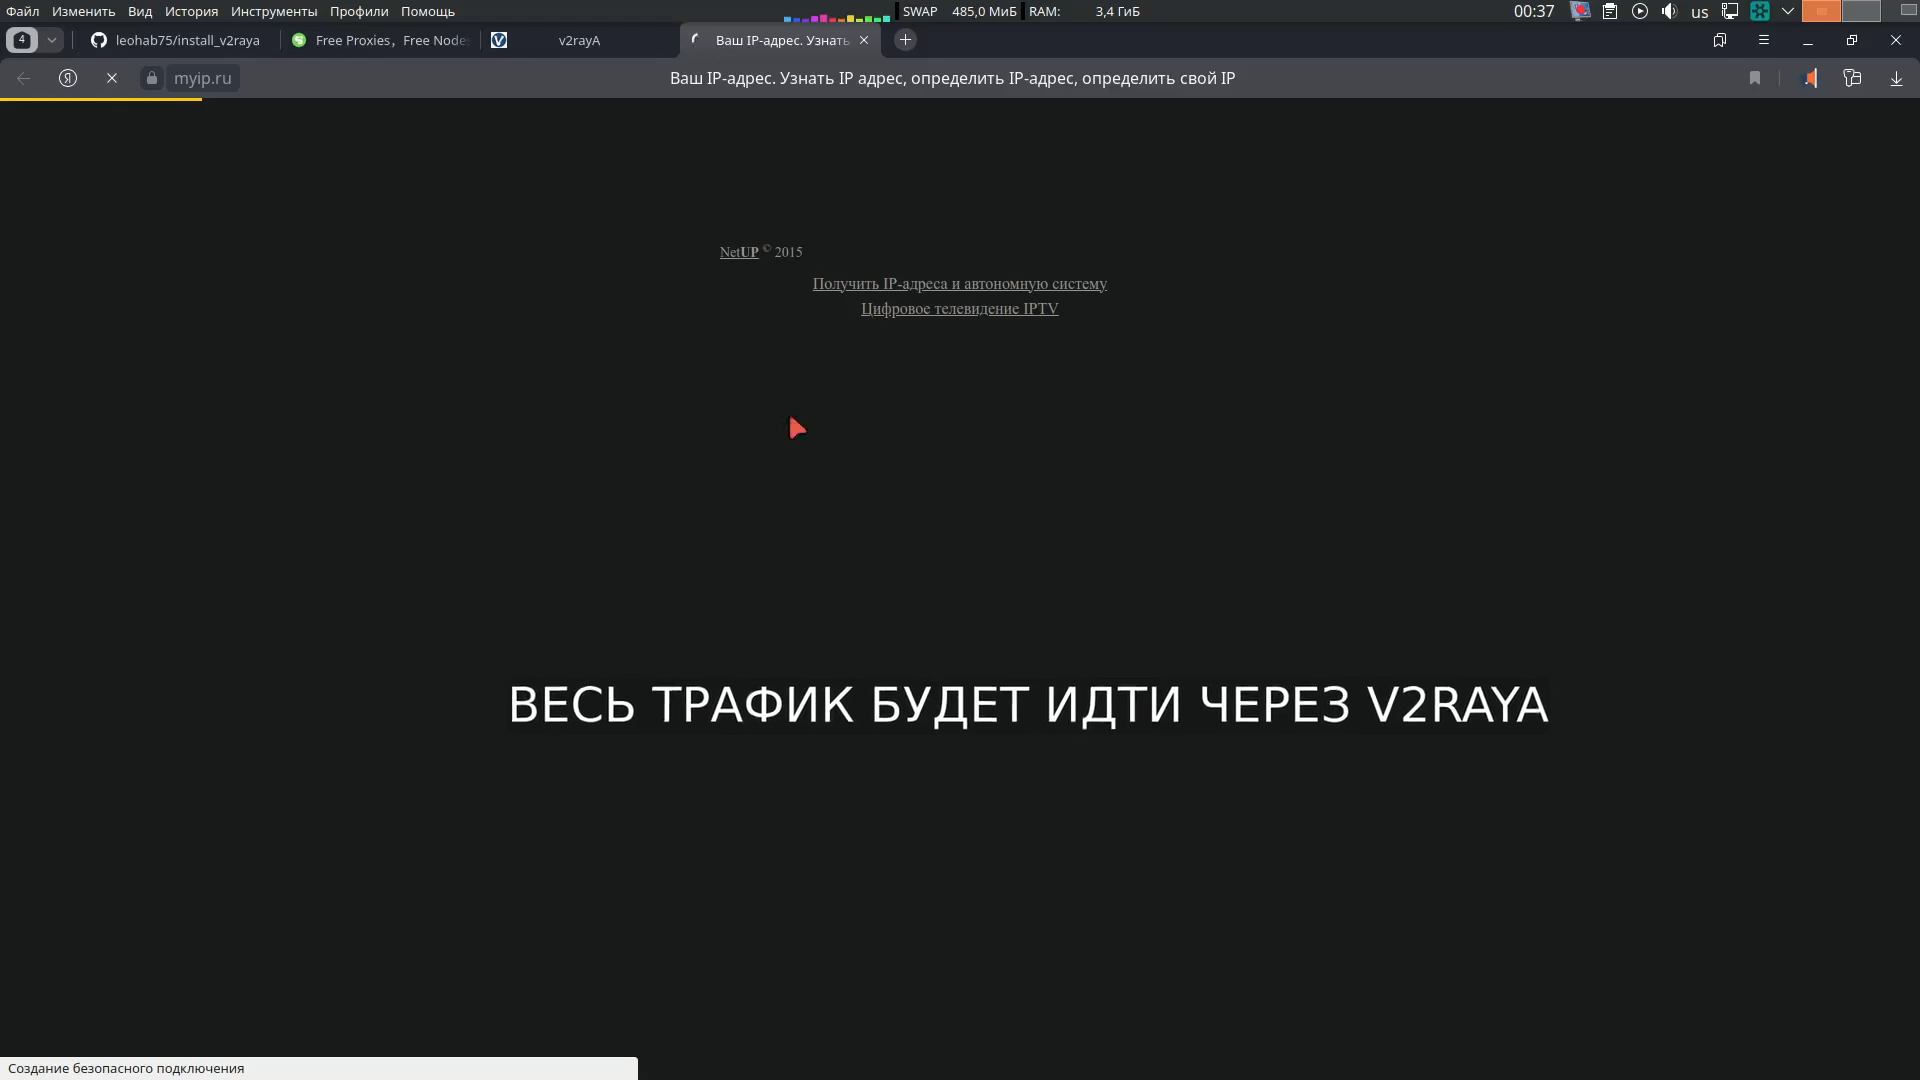 Файл Изменить Вид История Инструменты Профили Помощь SWAP 485,0 МиБ RAM: 3,4 ГиБ 00:37 us
4 leohab75/install_v2raya Free Proxies, Free Node v2rayA Ваш IP-адрес. Узнать
myip.ru Ваш IP-адрес. Узнать IP адрес, определить IP-адрес, определить свой IP
NetUP © 2015
Получить IP-адреса и автономную систему
Цифровое телевидение IPTV
ВЕСЬ ТРАФИК БУДЕТ ИДТИ ЧЕРЕЗ V2RAYA
Создание безопасного подключения